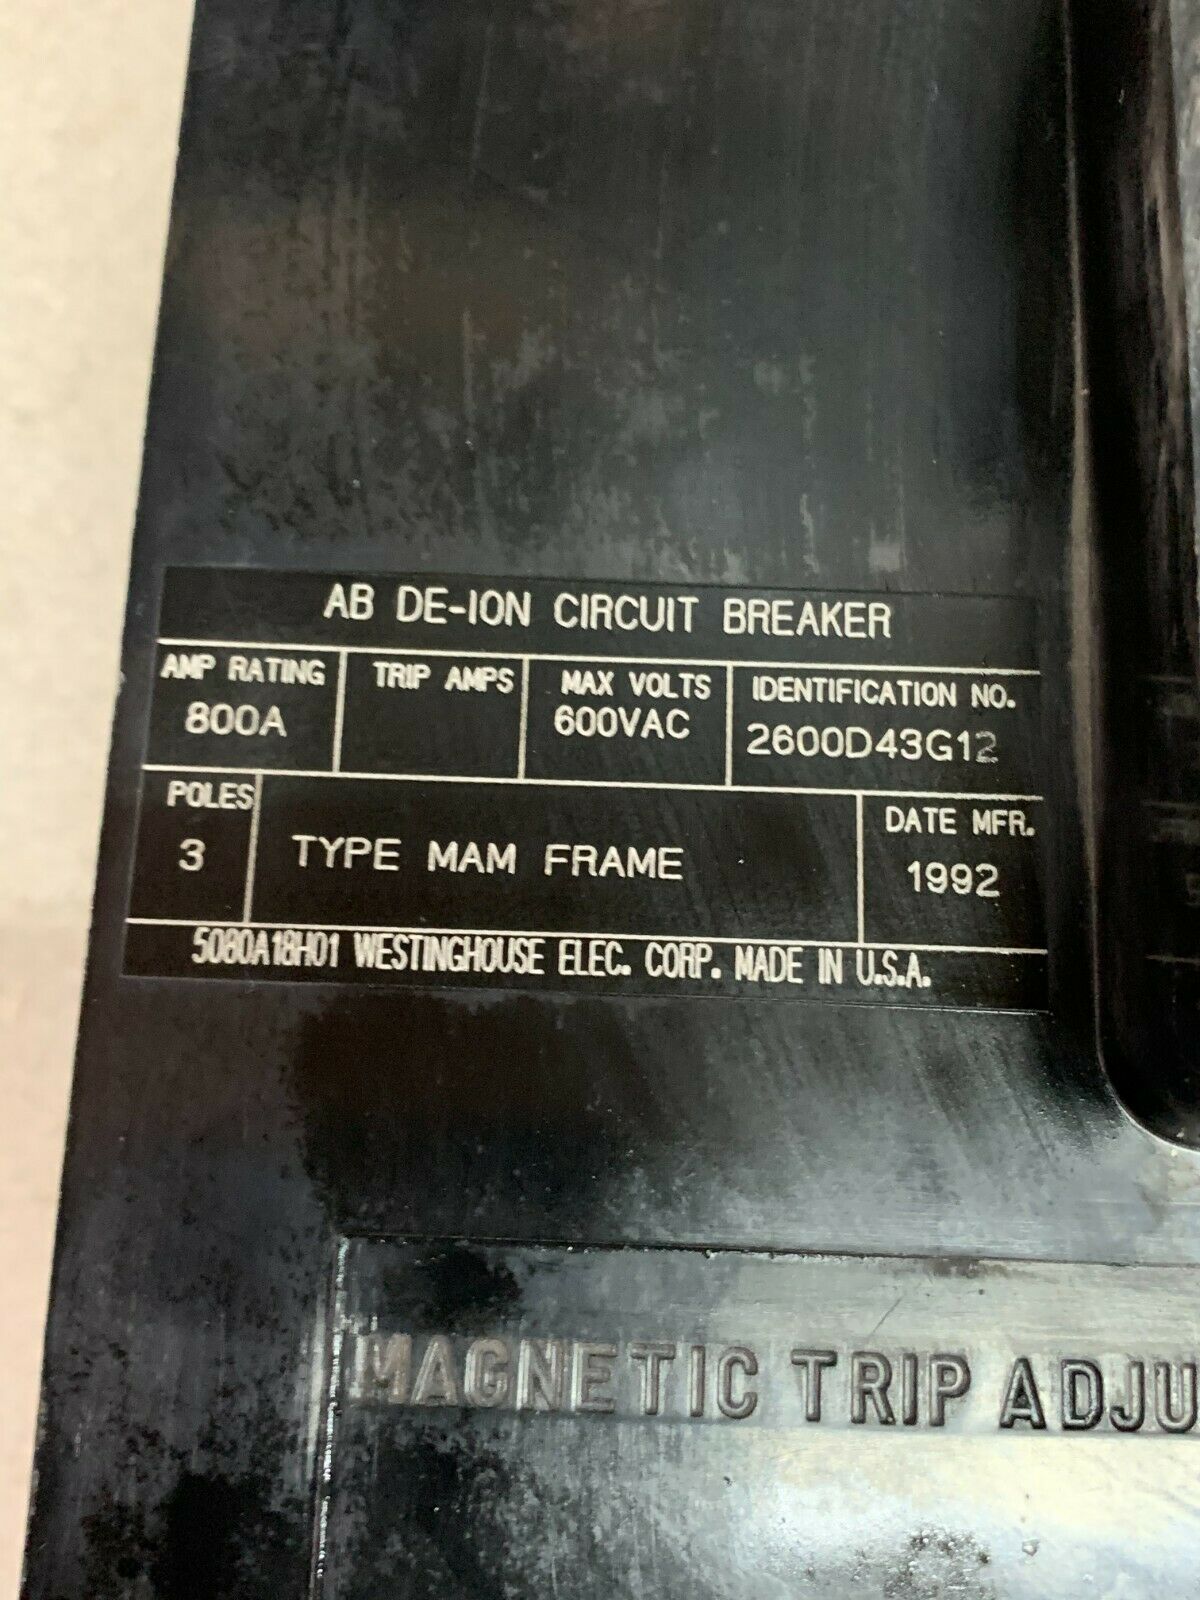 AB DE-ION CIRCUIT BREAKER
AMP RATING TRIP AMPS MAX VOLTS IDENTIFICATION NO.
800A 600VAC 2600D43G12
POLES DATE MFR.
3 TYPE MAM FRAME 1992
5080A18H01 WESTINGHOUSE ELEC. CORP. MADE IN U.S.A.
MAGNETIC TRIP ADJU